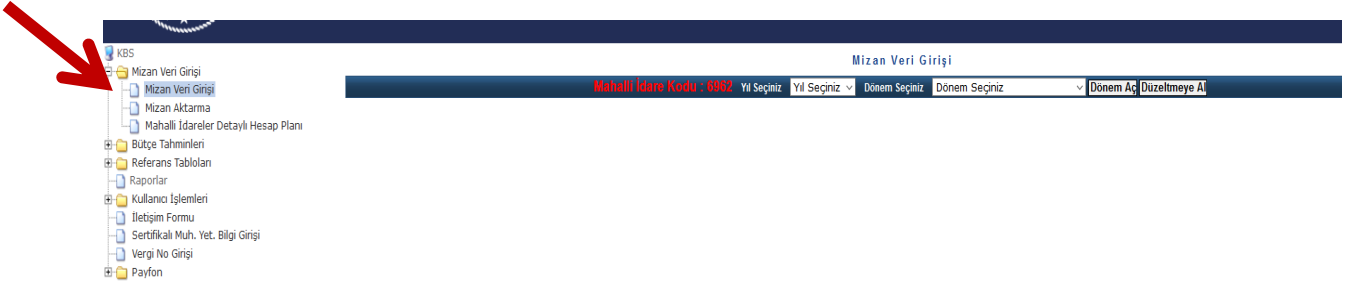 KBS
Mizan Veri Girişi
Mizan Veri Girişi
Mizan Aktarma
Mahalli İdareler Detaylı Hesap Planı
Bütçe Tahminleri
Referans Tabloları
Raporlar
Kullanıcı İşlemleri
İletişim Formu
Sertifikalı Muh. Yet. Bilgi Girişi
Vergi No Girişi
Payfon
Mizan Veri Girişi
Mahalli İdare Kodu : 6962 Yıl Seçiniz Yıl Seçiniz Dönem Seçiniz Dönem Seçiniz Dönem Aç Düzeltmeye Al